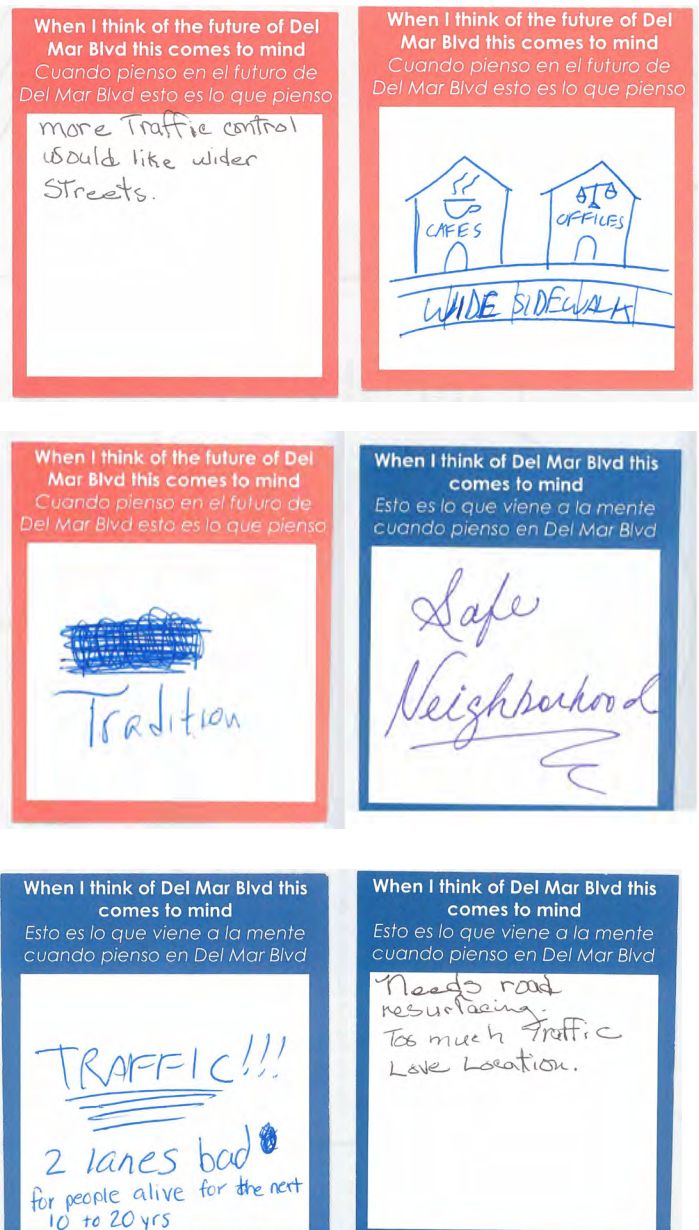 When I think of the future of Del
Mar Blvd this comes to mind
Cuando pienso en el futuro de
Del Mar Blvd esto es lo que pienso
more Traffic control
would like wider
Streets.
When I think of the future of Del
Mar Blvd this comes to mind
Cuando pienso en el futuro de
Del Mar Blvd esto es lo que pienso
CAFES
OFFICES
WIDE SIDEWALK
When I think of the future of Del
Mar Blvd this comes to mind
Cuando pienso en el futuro de
Del Mar Blvd esto es lo que pienso
Tradition
When I think of Del Mar Blvd this
comes to mind
Esto es lo que viene a la mente
cuando pienso en Del Mar Blvd
Safe
Neighborhood
When I think of Del Mar Blvd this
comes to mind
Esto es lo que viene a la mente
cuando pienso en Del Mar Blvd
TRAFFIC!!!
2 lanes bad
for people alive for the next
10 to 20 yrs
When I think of Del Mar Blvd this
comes to mind
Esto es lo que viene a la mente
cuando pienso en Del Mar Blvd
Needs road
resurfacing.
Too much Traffic
Love Location.